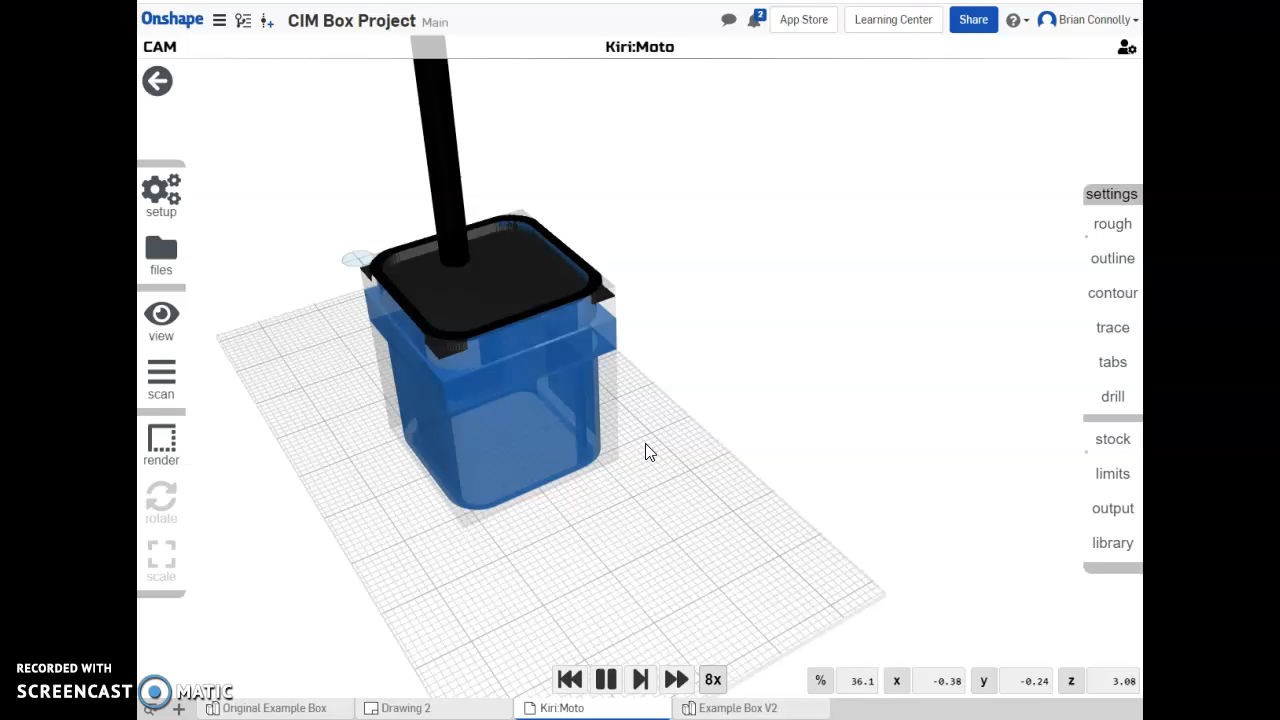 Onshape
CIM Box Project Main
2
App Store
Learning Center
Share
Brian Connolly
CAM
Kiri:Moto
setup
files
view
scan
render
rotate
scale
settings
rough
outline
contour
trace
tabs
drill
stock
limits
output
library
8x
% 36.1 x -0.38 y -0.24 z 3.08
Original Example Box
Drawing 2
Kiri:Moto
Example Box V2
RECORDED WITH
SCREENCAST MATIC